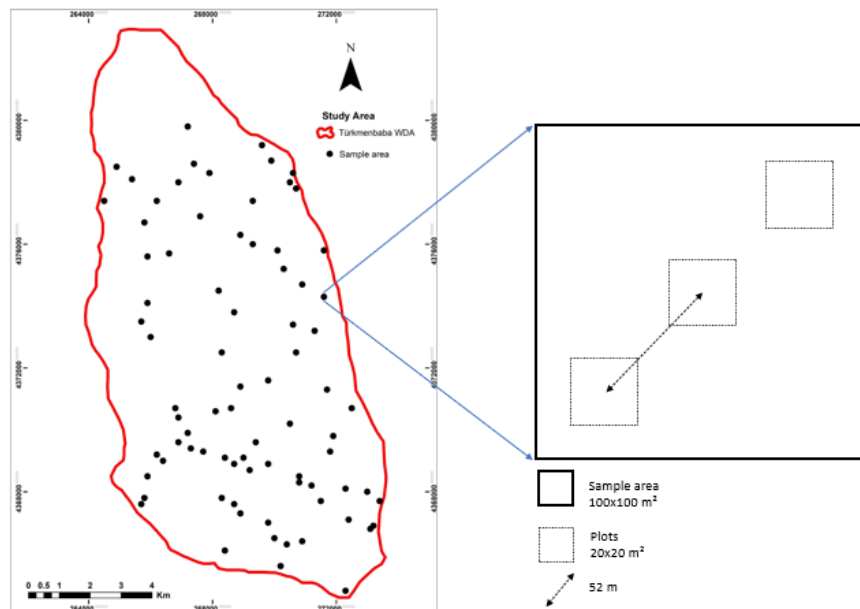 264000 268000 272000
N
Study Area
Türkmenbaba WDA
Sample area
4380000 4380000
4376000 4376000
4372000 4372000
4368000 4368000
0 0.5 1 2 3 4
Km
264000 268000 272000
Sample area
100x100 m²
Plots
20x20 m²
52 m